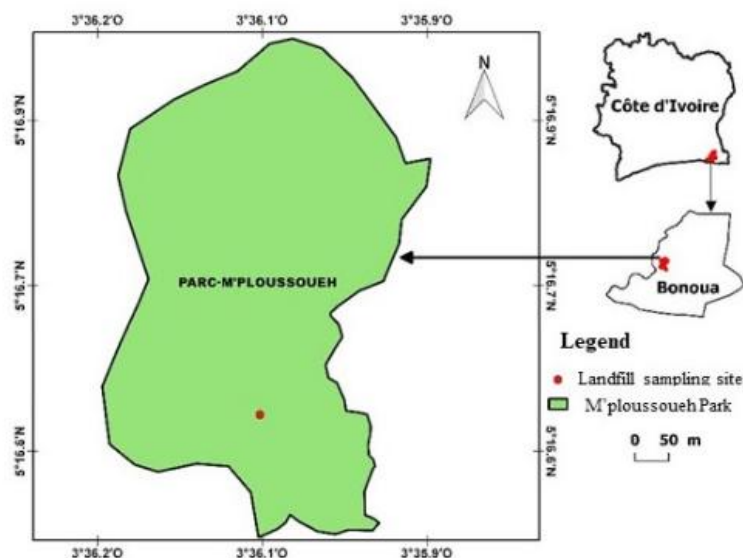 3°36.2'O 3°36.1'O 3°35.9'O
N
5°16.9'N
5°16.9'N
Côte d'Ivoire
PARC-M'PLOUSSOUEH
5°16.7'N
5°16.7'N
Bonoua
Legend
Landfill sampling site
M'ploussoueh Park
0 50 m
5°16.6'N
5°16.6'N
3°36.2'O 3°36.1'O 3°35.9'O